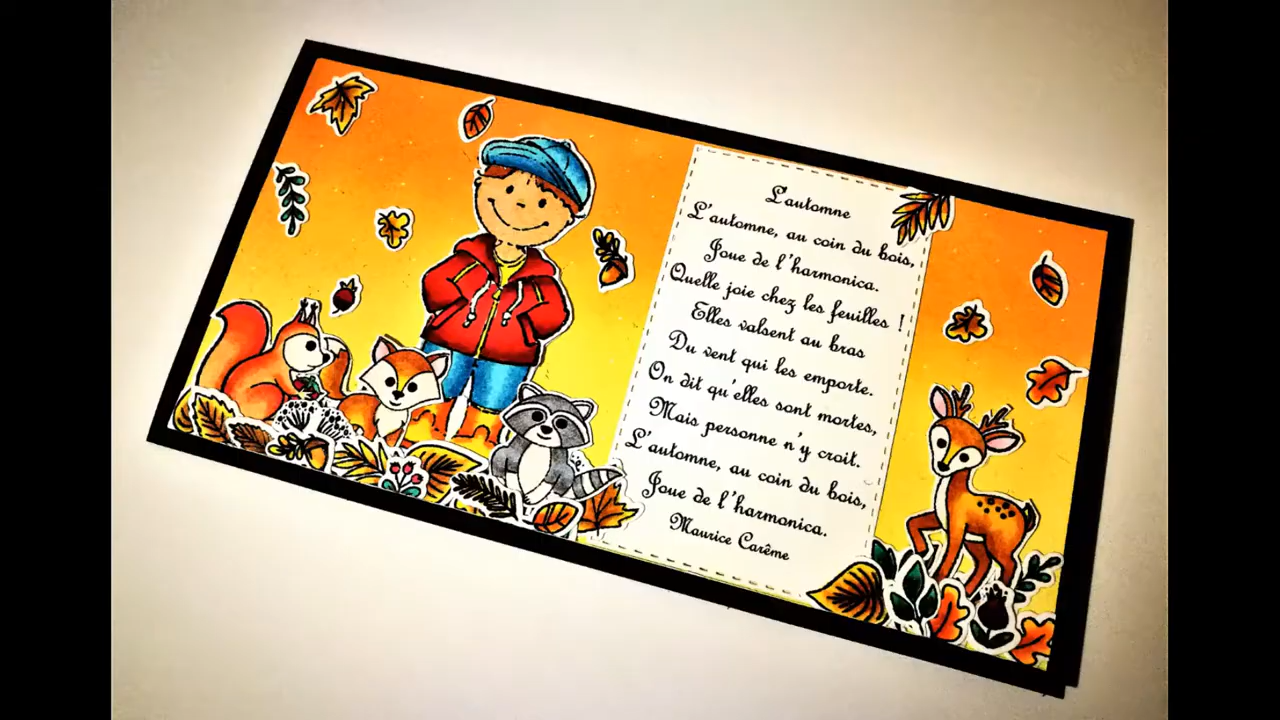 L'automne
L'automne, au coin du bois,
Joue de l'harmonica.
Quelle joie chez les feuilles !
Elles valsent au bras
Du vent qui les emporte.
On dit qu'elles sont mortes,
Mais personne n'y croit.
L'automne, au coin du bois,
Joue de l'harmonica.
Maurice Carême